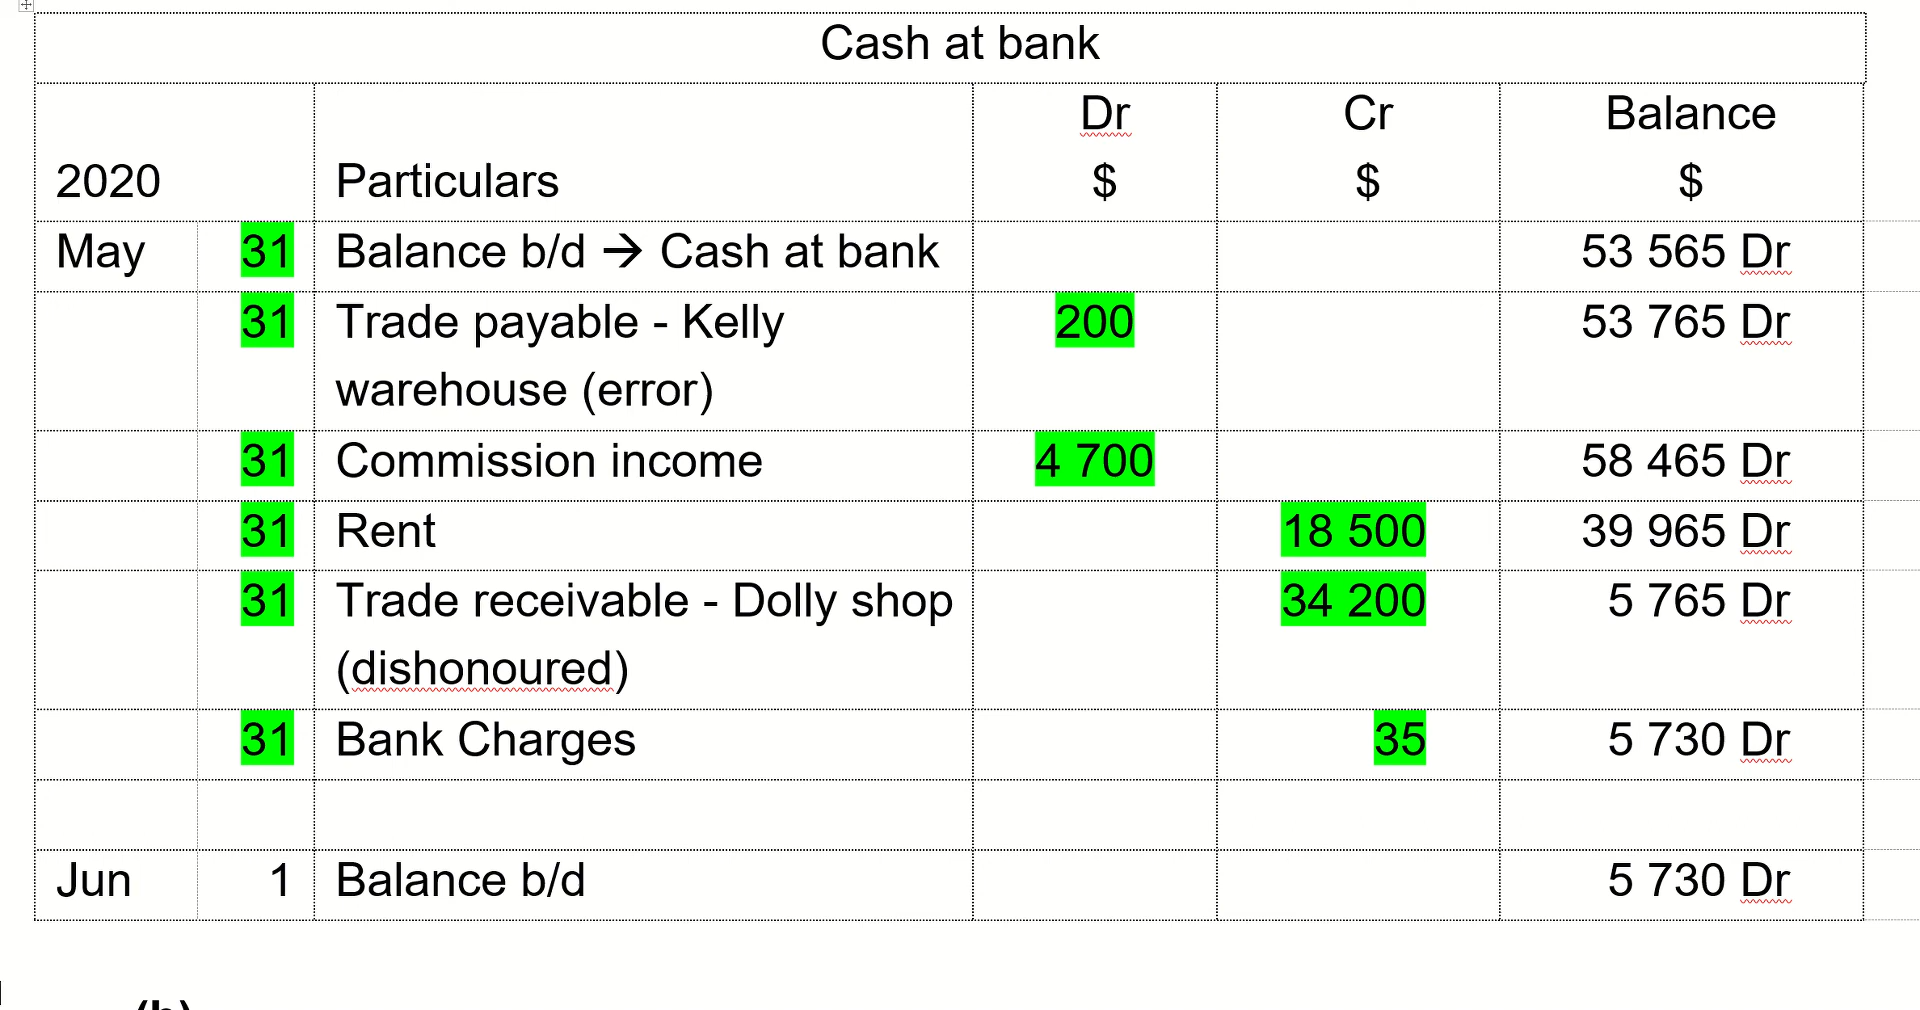 Cash at bank
Dr Cr Balance
2020 Particulars $ $ $
May 31 Balance b/d → Cash at bank 53 565 Dr
31 Trade payable - Kelly 200 53 765 Dr
warehouse (error)
31 Commission income 4 700 58 465 Dr
31 Rent 18 500 39 965 Dr
31 Trade receivable - Dolly shop 34 200 5 765 Dr
(dishonoured)
31 Bank Charges 35 5 730 Dr
Jun 1 Balance b/d 5 730 Dr